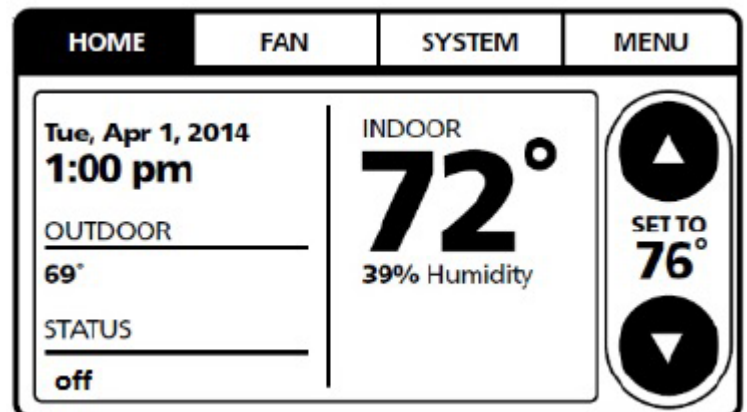 HOME FAN SYSTEM MENU
Tue, Apr 1, 2014
1:00 pm
OUTDOOR
69°
STATUS
off
INDOOR
72°
39% Humidity
SET TO
76°